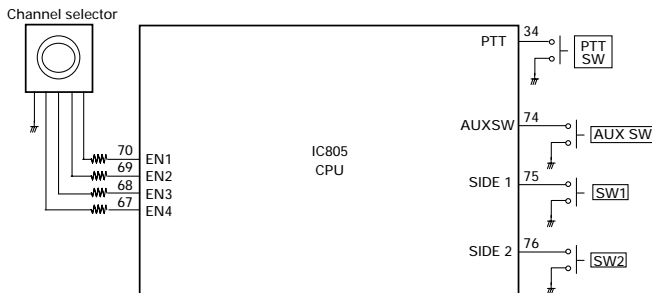 Channel selector
PTT
34
PTT
SW
AUXSW
74
AUX SW
70
EN1
69
EN2
68
EN3
67
EN4
IC805
CPU
SIDE 1
75
SW1
SIDE 2
76
SW2